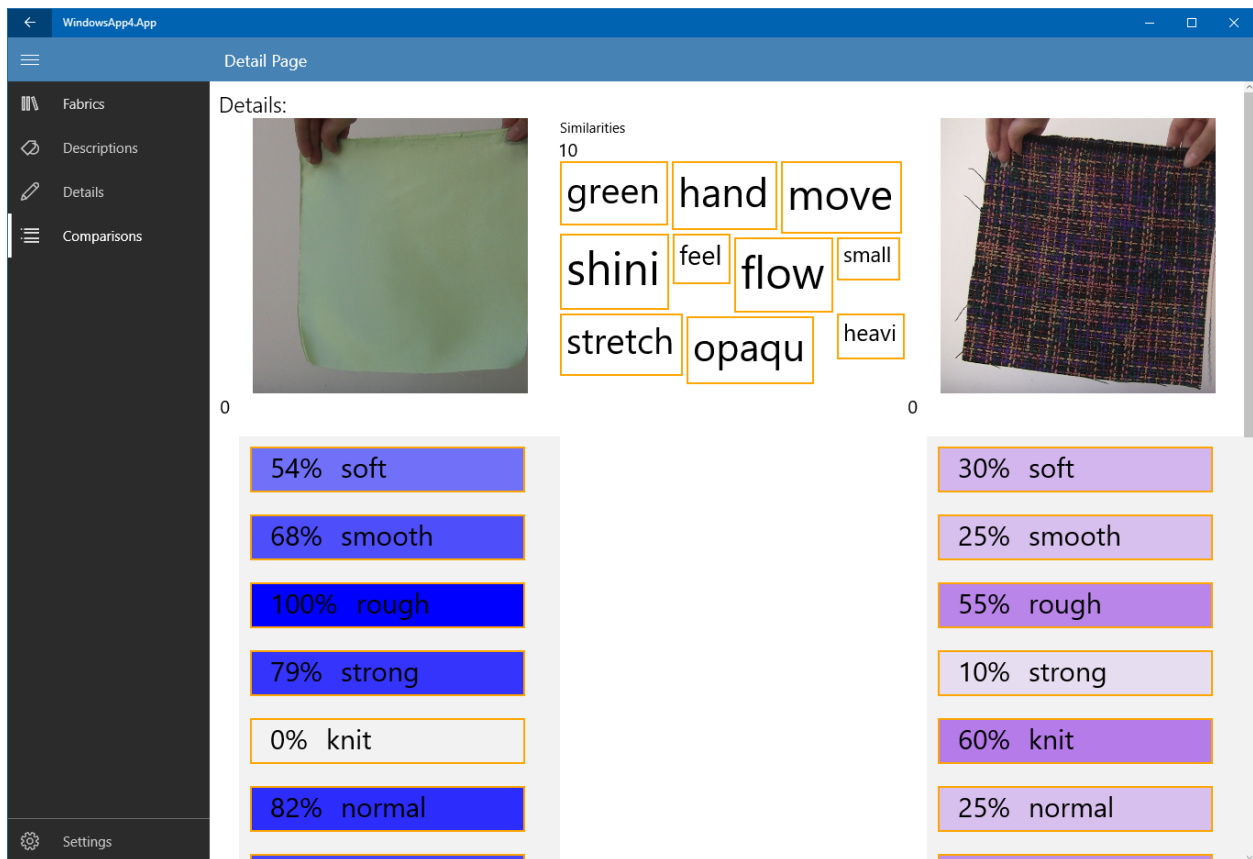 WindowsApp4.App
Detail Page
Fabrics
Descriptions
Details
Comparisons
Settings
Details:
Similarities
10
green hand move
shini feel flow small
stretch opaqu heavi
0
0
54% soft
68% smooth
100% rough
79% strong
0% knit
82% normal
30% soft
25% smooth
55% rough
10% strong
60% knit
25% normal